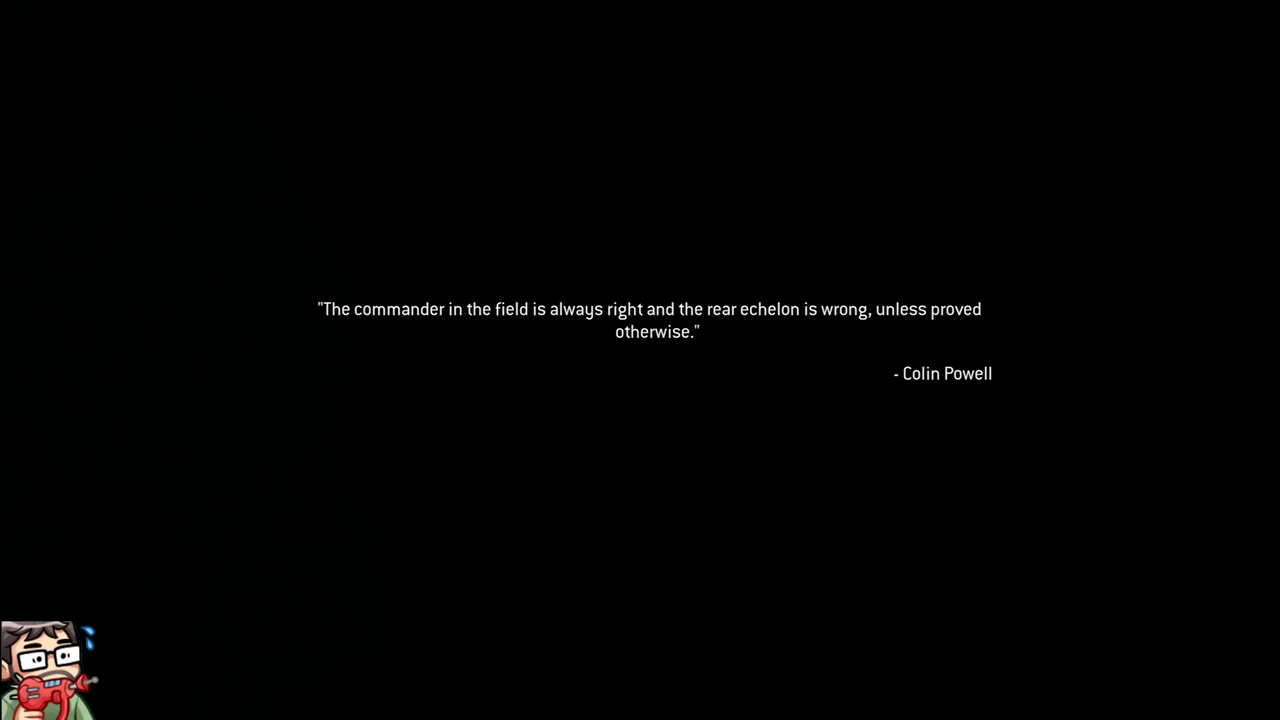 "The commander in the field is always right and the rear echelon is wrong, unless proved
otherwise."
- Colin Powell